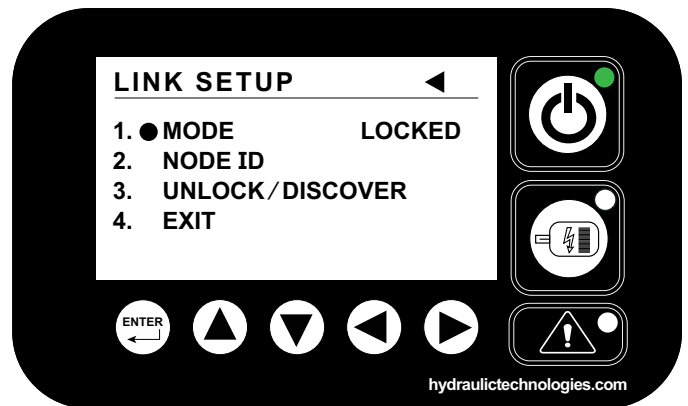 LINK SETUP
1. MODE LOCKED
2. NODE ID
3. UNLOCK/DISCOVER
4. EXIT
ENTER
hydraulictechnologies.com